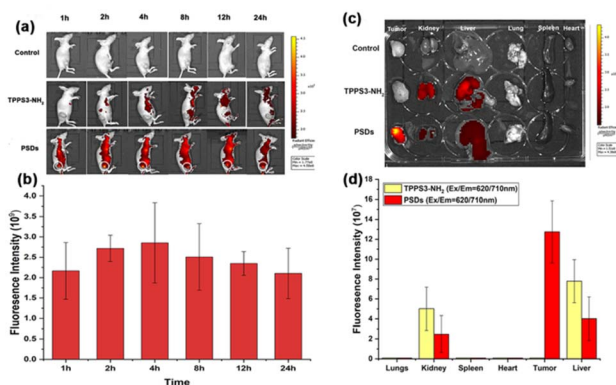 (a)
1h 2h 4h 8h 12h 24h
Control
TPPS3-NH2
PSDs
(b)
Fluoresence Intensity (10⁸)
4.0
3.5
3.0
2.5
2.0
1.5
1.0
0.5
0.0
1h 2h 4h 8h 12h 24h
Time
(c)
Tumor Kidney Liver Lung Spleen Heart
Control
TPPS3-NH2
PSDs
(d)
TPPS3-NH2 (Ex/Em=620/710nm)
PSDs (Ex/Em=620/710nm)
Fluoresence Intensity (10⁷)
18
16
14
12
10
8
6
4
2
0
Lungs Kidney Spleen Heart Tumor Liver